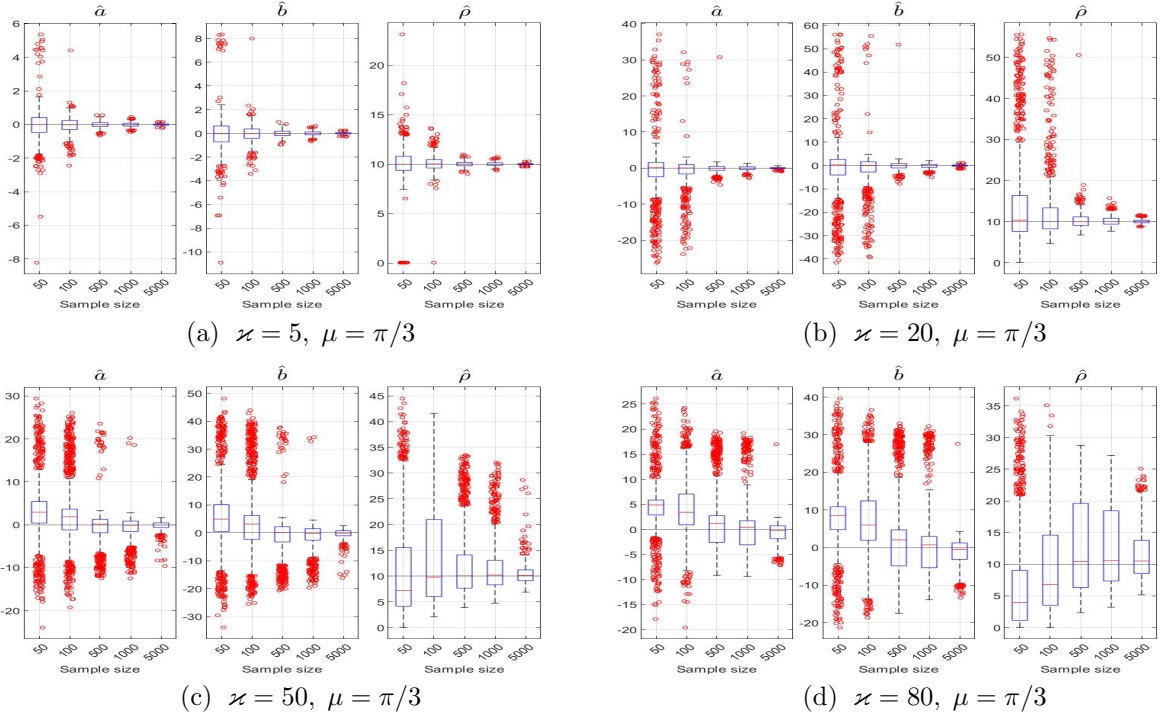 â b̂ ρ̂
6 4 2 0 -2 -4 -6 -8
8 6 4 2 0 -2 -4 -6 -8 -10
20 15 10 5 0
50 100 500 1000 5000
50 100 500 1000 5000
50 100 500 1000 5000
Sample size Sample size Sample size
(a) ϰ = 5, μ = π/3
â b̂ ρ̂
40 30 20 10 0 -10 -20
60 50 40 30 20 10 0 -10 -20 -30 -40
50 40 30 20 10 0
50 100 500 1000 5000
50 100 500 1000 5000
50 100 500 1000 5000
Sample size Sample size Sample size
(b) ϰ = 20, μ = π/3
â b̂ ρ̂
30 20 10 0 -10 -20
50 40 30 20 10 0 -10 -20 -30
45 40 35 30 25 20 15 10 5 0
50 100 500 1000 5000
50 100 500 1000 5000
50 100 500 1000 5000
Sample size Sample size Sample size
(c) ϰ = 50, μ = π/3
â b̂ ρ̂
25 20 15 10 5 0 -5 -10 -15 -20
40 30 20 10 0 -10 -20
35 30 25 20 15 10 5 0
50 100 500 1000 5000
50 100 500 1000 5000
50 100 500 1000 5000
Sample size Sample size Sample size
(d) ϰ = 80, μ = π/3